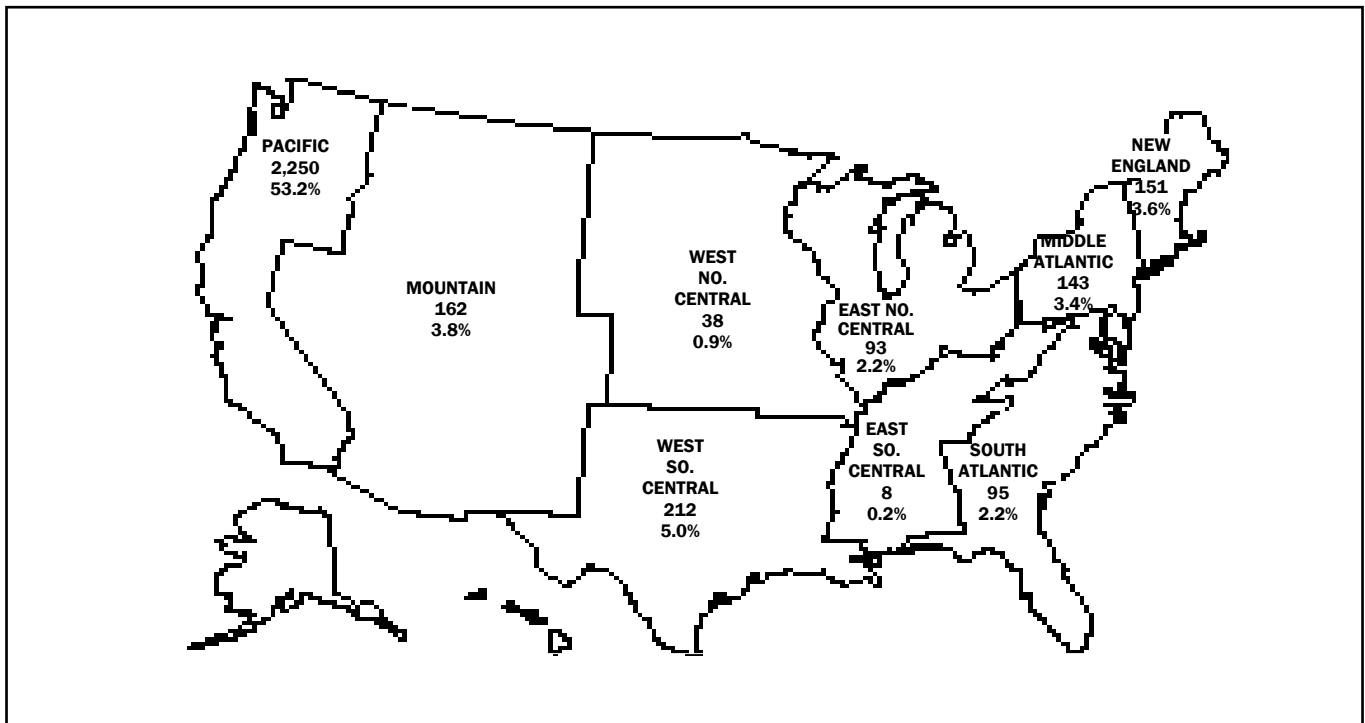 PACIFIC
2,250
53.2%
MOUNTAIN
162
3.8%
WEST
NO.
CENTRAL
38
0.9%
EAST NO.
CENTRAL
93
2.2%
NEW
ENGLAND
151
3.6%
MIDDLE
ATLANTIC
143
3.4%
WEST
SO.
CENTRAL
212
5.0%
EAST
SO.
CENTRAL
8
0.2%
SOUTH
ATLANTIC
95
2.2%